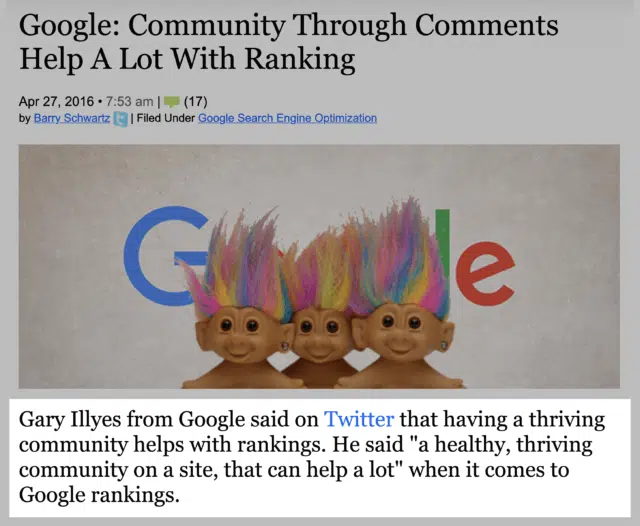 Google: Community Through Comments
Help A Lot With Ranking
Apr 27, 2016 • 7:53 am | (17)
by Barry Schwartz | Filed Under Google Search Engine Optimization
G le
Gary Illyes from Google said on Twitter that having a thriving
community helps with rankings. He said "a healthy, thriving
community on a site, that can help a lot" when it comes to
Google rankings.